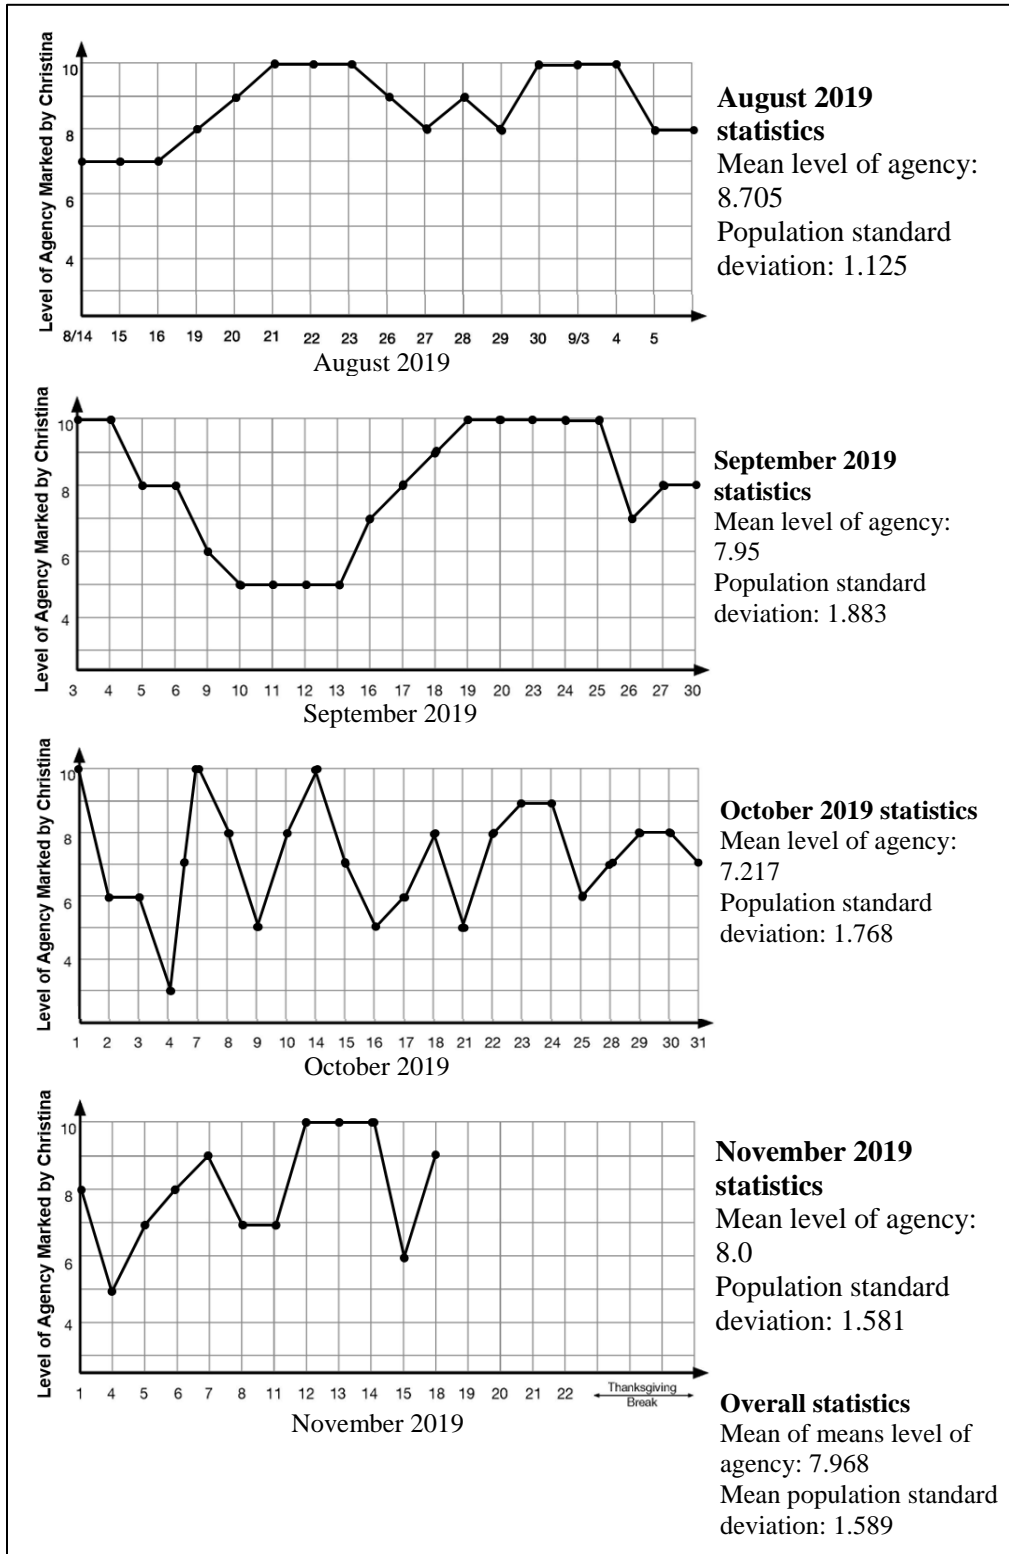 Level of Agency Marked by Christina
10
8
6
4
8/14 15 16 19 20 21 22 23 26 27 28 29 30 9/3 4 5
August 2019
August 2019
statistics
Mean level of agency:
8.705
Population standard
deviation: 1.125
Level of Agency Marked by Christina
10
8
6
4
3 4 5 6 9 10 11 12 13 16 17 18 19 20 23 24 25 26 27 30
September 2019
September 2019
statistics
Mean level of agency:
7.95
Population standard
deviation: 1.883
Level of Agency Marked by Christina
10
8
6
4
1 2 3 4 7 8 9 10 14 15 16 17 18 21 22 23 24 25 28 29 30 31
October 2019
October 2019 statistics
Mean level of agency:
7.217
Population standard
deviation: 1.768
Level of Agency Marked by Christina
10
8
6
4
1 4 5 6 7 8 11 12 13 14 15 18 19 20 21 22
Thanksgiving
Break
November 2019
November 2019
statistics
Mean level of agency:
8.0
Population standard
deviation: 1.581
Overall statistics
Mean of means level of
agency: 7.968
Mean population standard
deviation: 1.589